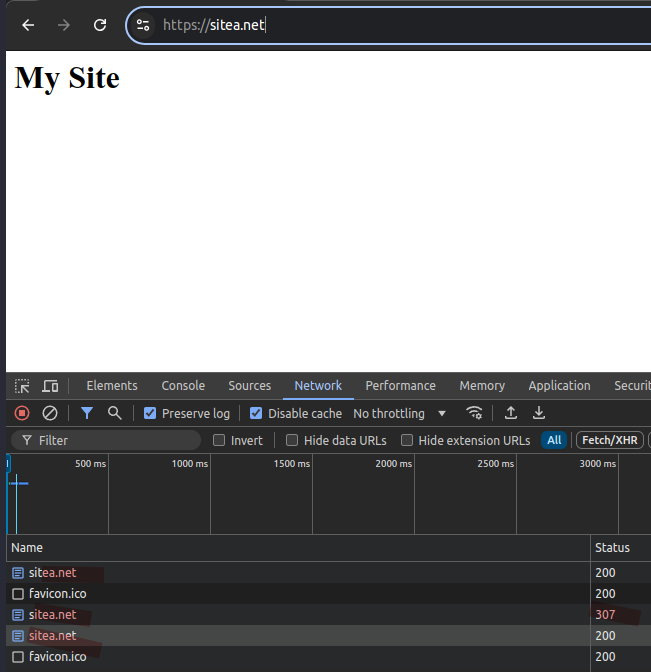 https://sitea.net
My Site
Elements Console Sources Network Performance Memory Application Securit
Preserve log Disable cache No throttling
Filter Invert Hide data URLs Hide extension URLs All Fetch/XHR
500 ms 1000 ms 1500 ms 2000 ms 2500 ms 3000 ms
Name Status
sitea.net 200
favicon.ico 200
sitea.net 307
sitea.net 200
favicon.ico 200